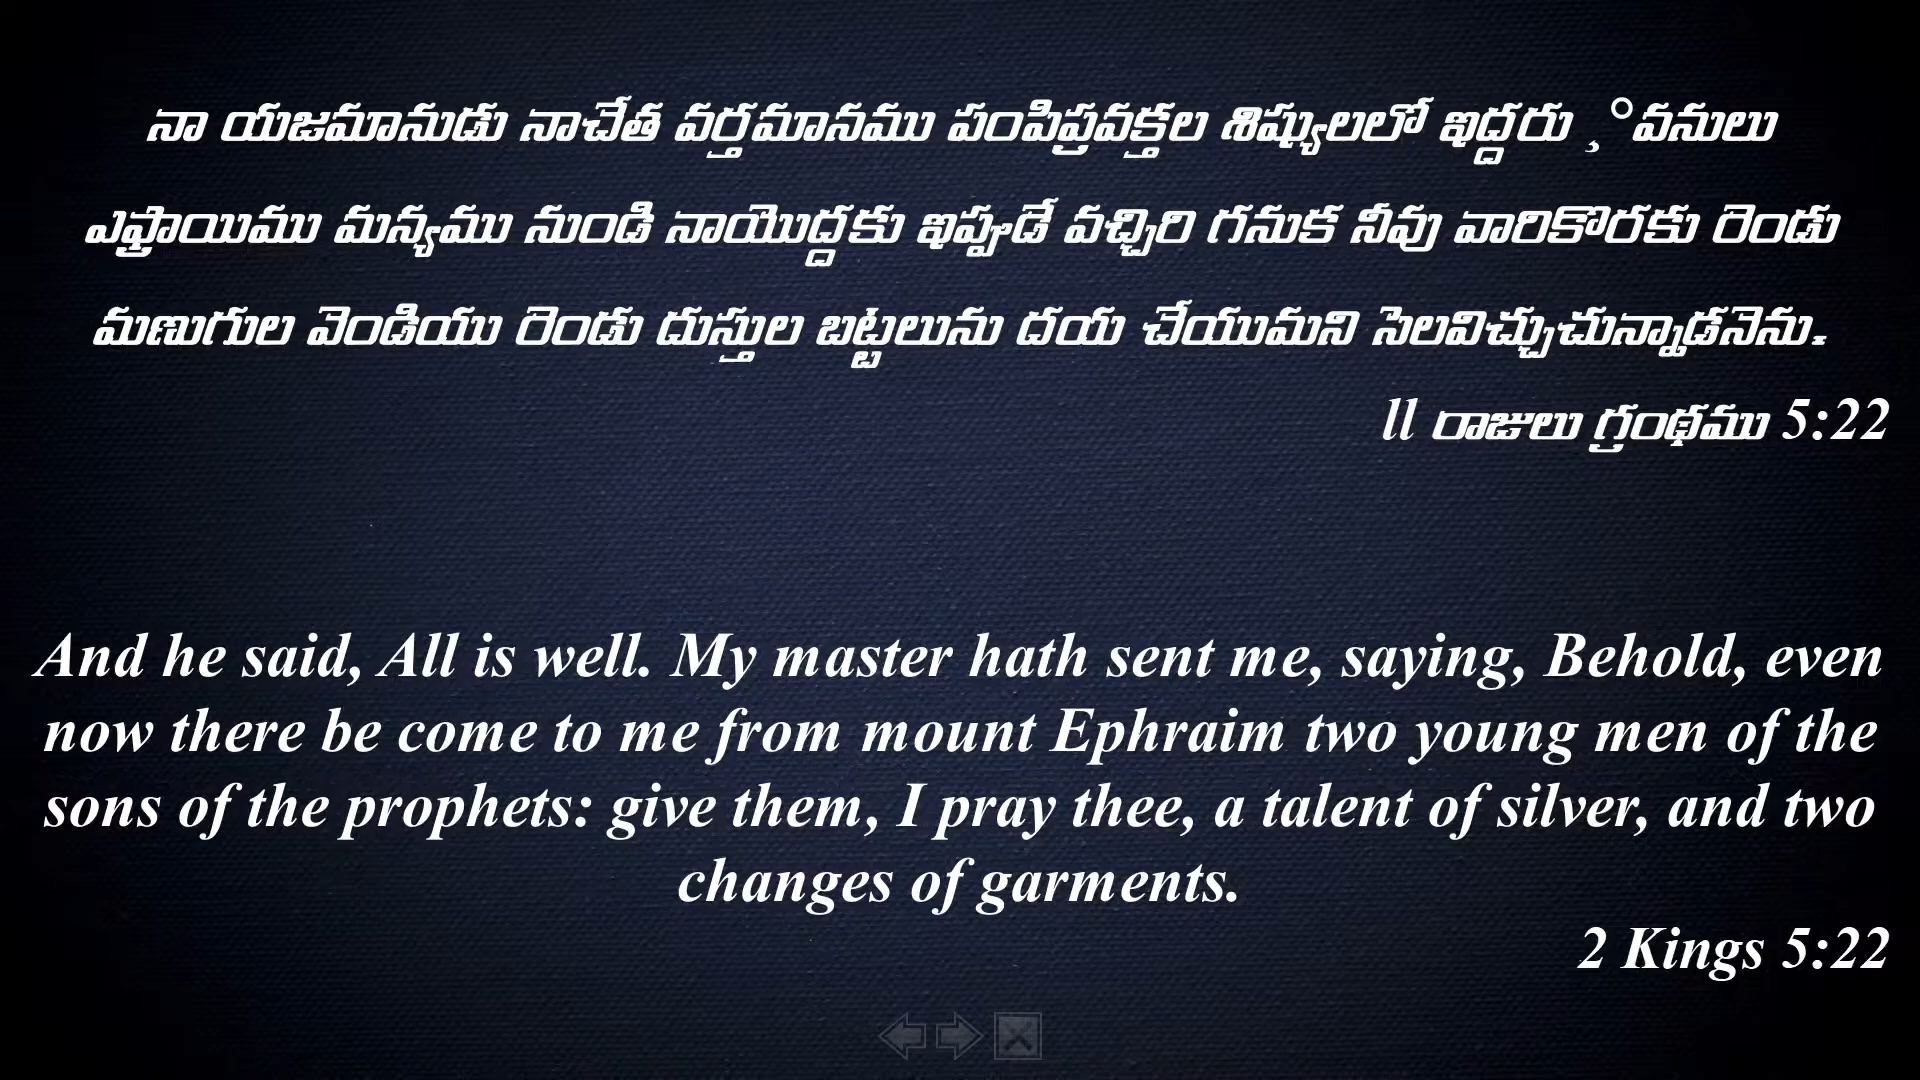 నా యజమానుడు నాచేత వర్తమానము పంపిప్రవక్తల శిష్యులలో ఇద్దరు ¸°వనులు
ఎఫ్రాయిము మన్యము నుండి నాయొద్దకు ఇప్పుడే వచ్చిరి గనుక నీవు వారికొరకు రెండు
మణుగుల వెండియు రెండు దుస్తుల బట్టలును దయ చేయుమని సెలవిచ్చుచున్నాడనెను.
ll రాజులు గ్రంథము 5:22
And he said, All is well. My master hath sent me, saying, Behold, even
now there be come to me from mount Ephraim two young men of the
sons of the prophets: give them, I pray thee, a talent of silver, and two
changes of garments.
2 Kings 5:22